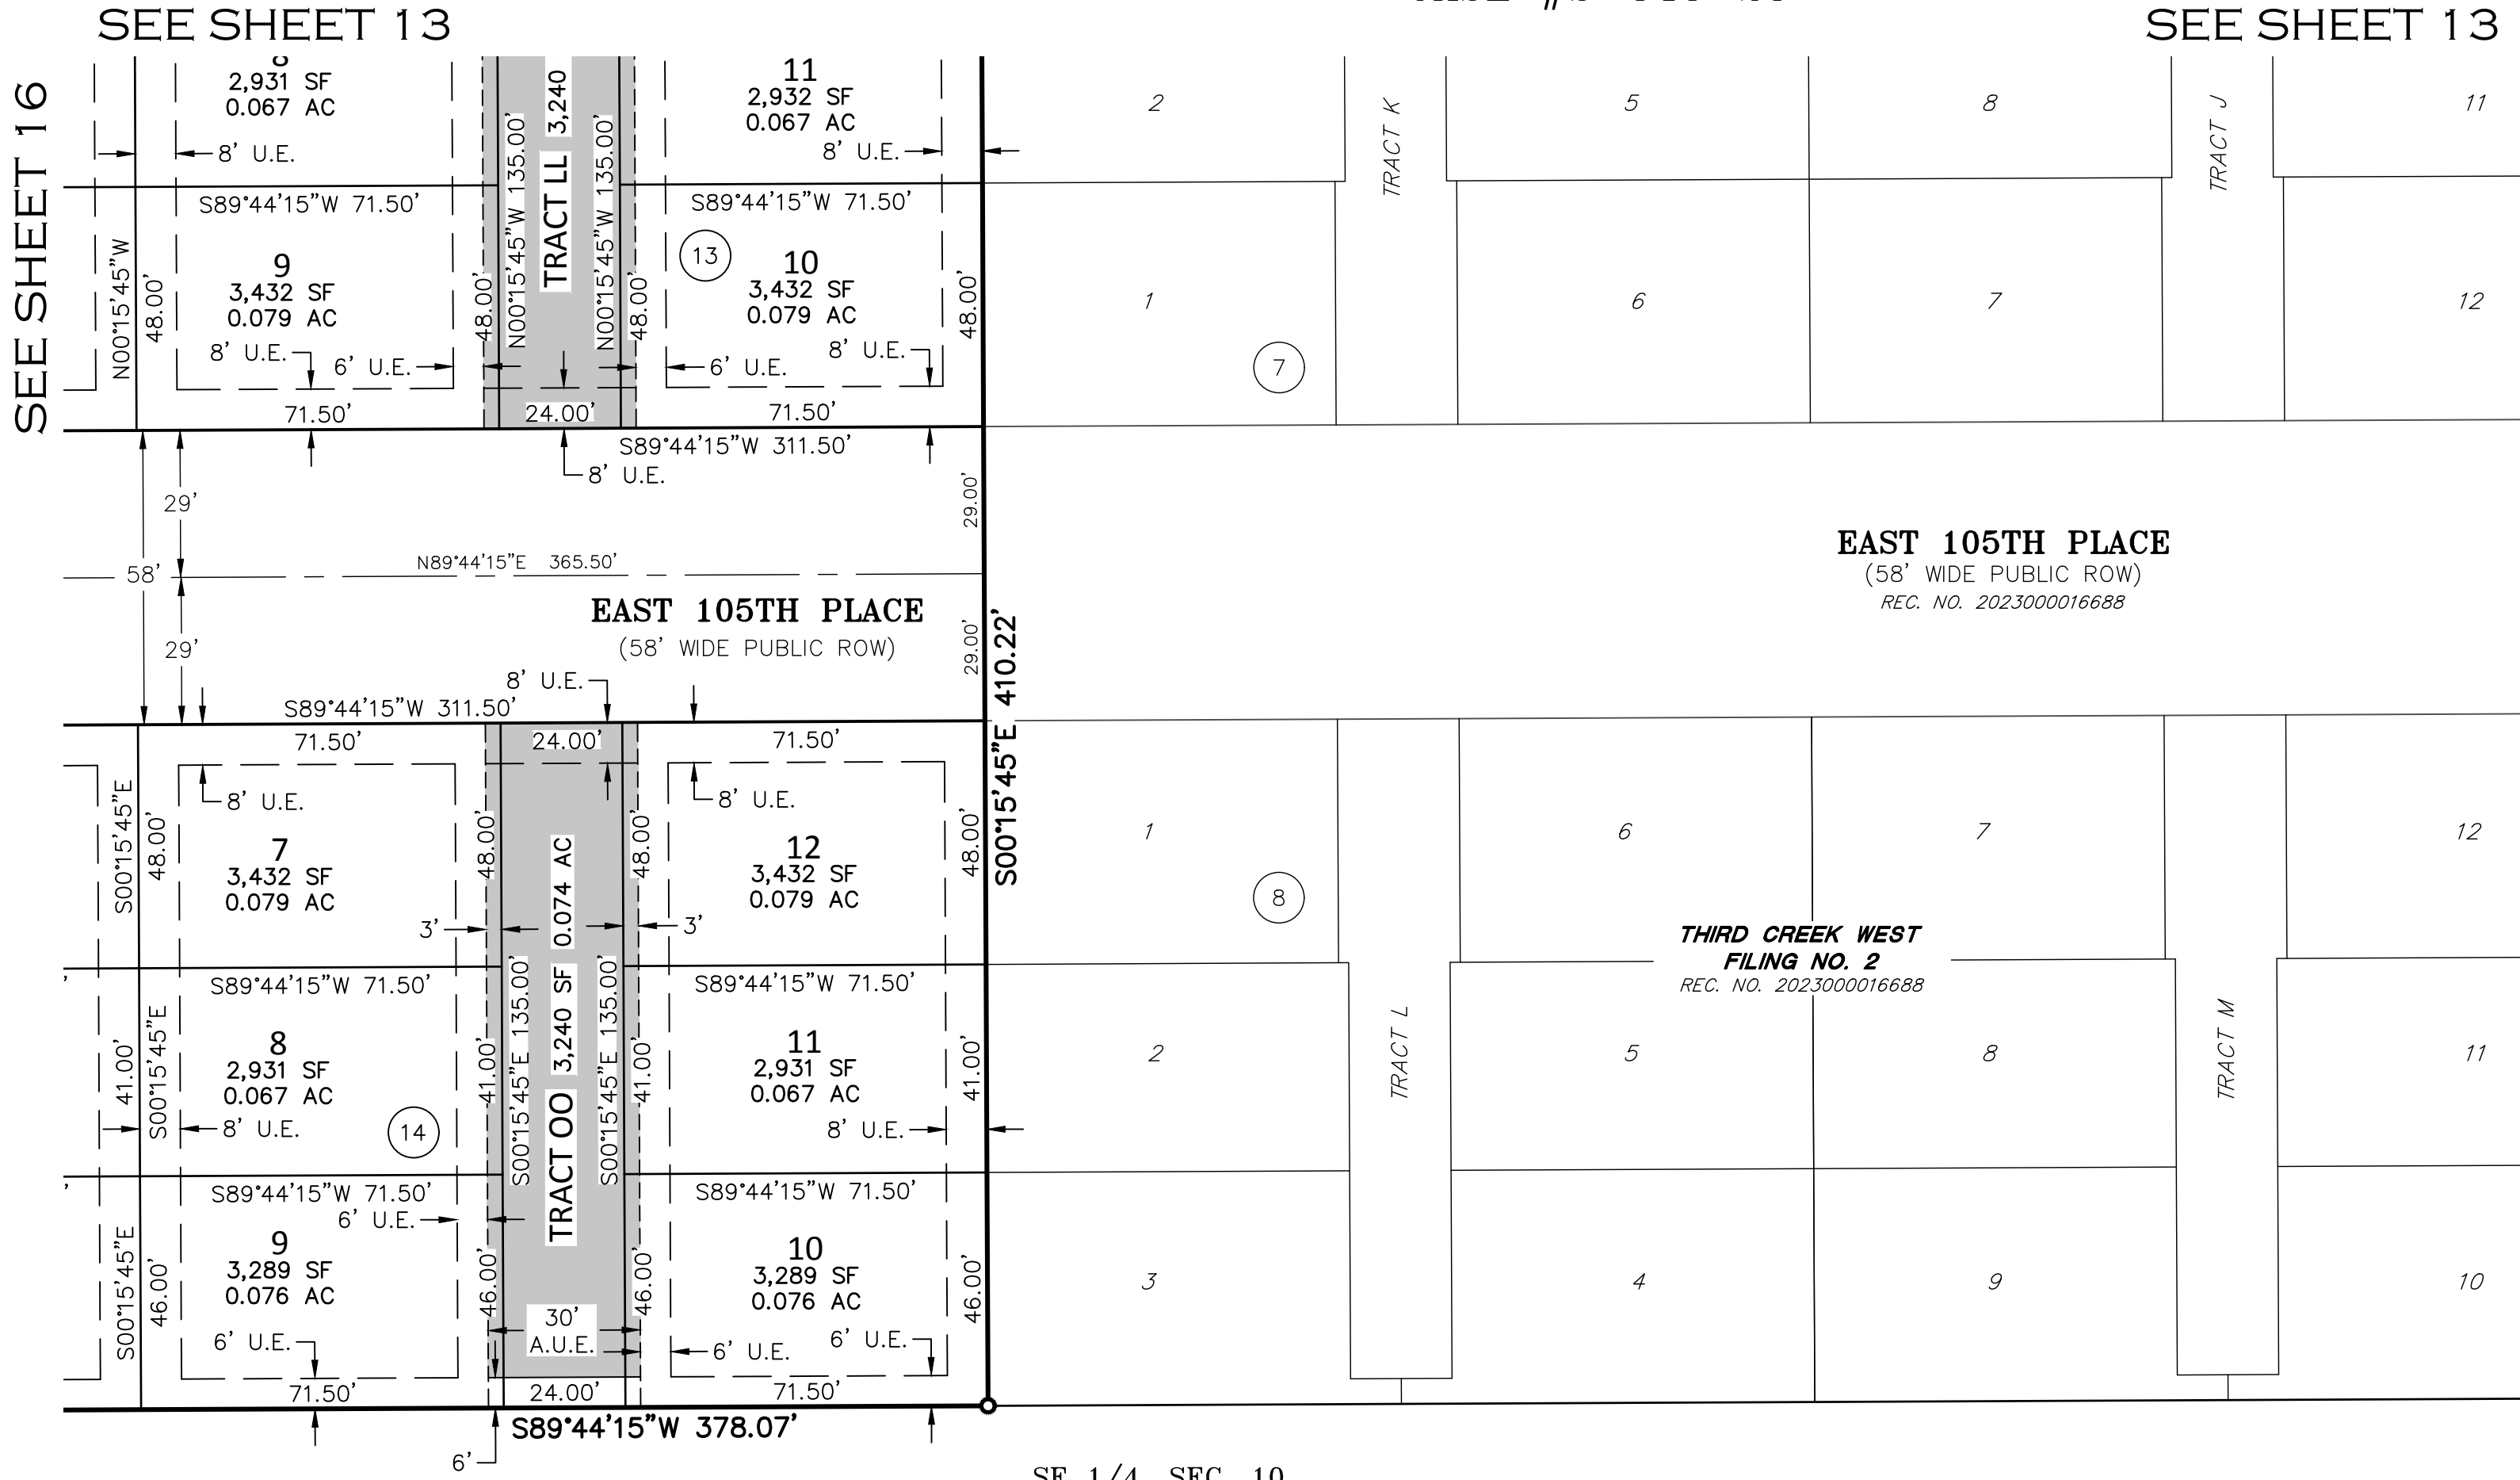 SEE SHEET 13
SEE SHEET 13
SEE SHEET 16
2,931 SF
0.067 AC
8' U.E.
TRACT LL 3,240
N00°15'45"W 135.00'
N00°15'45"W 135.00'
11
2,932 SF
0.067 AC
8' U.E.
2
TRACT K
5
8
TRACT J
11
S89°44'15"W 71.50'
S89°44'15"W 71.50'
N00°15'45"W
48.00'
9
3,432 SF
0.079 AC
8' U.E.
6' U.E.
48.00'
48.00'
13
10
3,432 SF
0.079 AC
8' U.E.
6' U.E.
48.00'
1
7
6
7
12
71.50'
24.00'
71.50'
S89°44'15"W 311.50'
8' U.E.
29'
58'
29'
29.00'
29.00'
N89°44'15"E 365.50'
EAST 105TH PLACE
(58' WIDE PUBLIC ROW)
EAST 105TH PLACE
(58' WIDE PUBLIC ROW)
REC. NO. 2023000016688
S00°15'45"E 410.22'
8' U.E.
S89°44'15"W 311.50'
71.50'
24.00'
71.50'
8' U.E.
8' U.E.
S00°15'45"E
48.00'
7
3,432 SF
0.079 AC
48.00'
48.00'
12
3,432 SF
0.079 AC
48.00'
1
8
6
7
12
3'
3'
TRACT OO 3,240 SF 0.074 AC
S00°15'45"E 135.00'
S00°15'45"E 135.00'
THIRD CREEK WEST
FILING NO. 2
REC. NO. 2023000016688
S89°44'15"W 71.50'
S89°44'15"W 71.50'
41.00'
S00°15'45"E
8
2,931 SF
0.067 AC
8' U.E.
14
41.00'
41.00'
11
2,931 SF
0.067 AC
8' U.E.
41.00'
2
TRACT L
5
8
TRACT M
11
S89°44'15"W 71.50'
S89°44'15"W 71.50'
6' U.E.
S00°15'45"E
46.00'
9
3,289 SF
0.076 AC
6' U.E.
46.00'
46.00'
30'
A.U.E.
10
3,289 SF
0.076 AC
6' U.E.
6' U.E.
46.00'
3
4
9
10
71.50'
24.00'
71.50'
S89°44'15"W 378.07'
6'
SE 1/4 SEC. 10